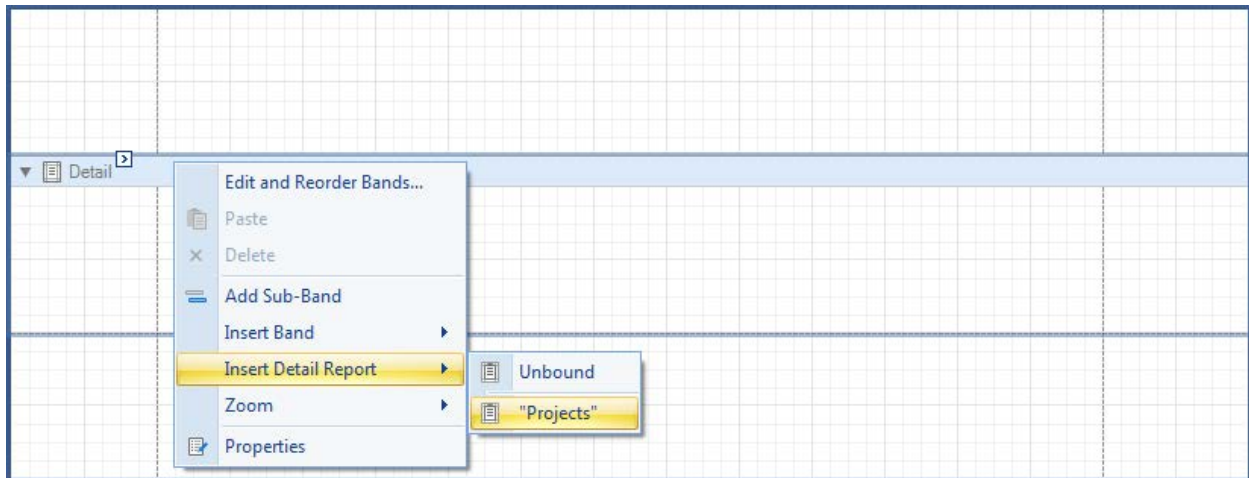 Detail
Edit and Reorder Bands...
Paste
Delete
Add Sub-Band
Insert Band
Insert Detail Report
Unbound
Zoom
"Projects"
Properties